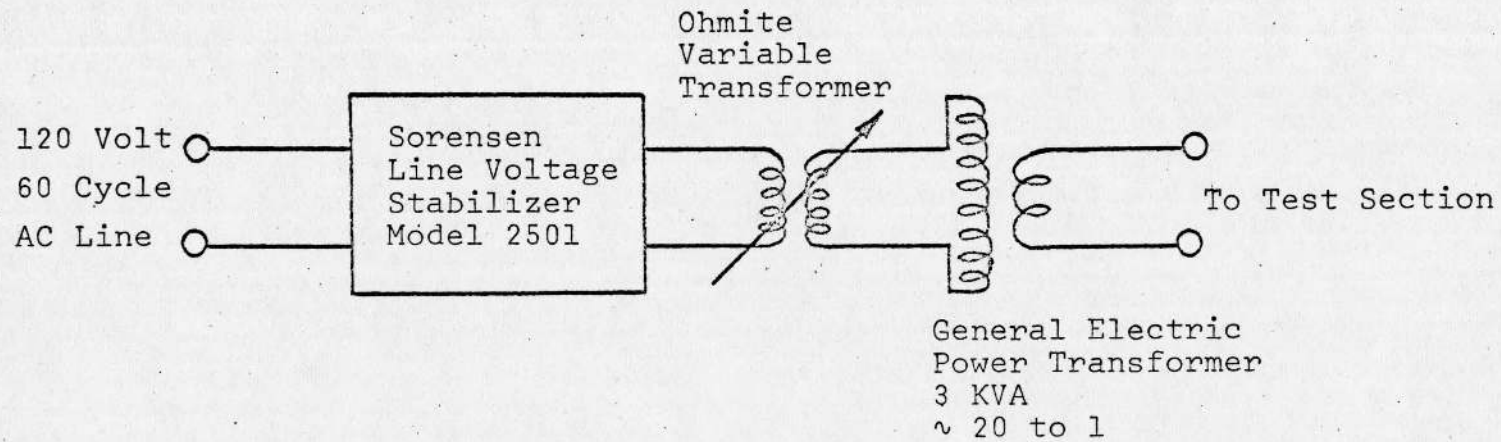 Ohmite
Variable
Transformer
120 Volt
60 Cycle
AC Line
Sorensen
Line Voltage
Stabilizer
Model 2501
To Test Section
General Electric
Power Transformer
3 KVA
~ 20 to 1